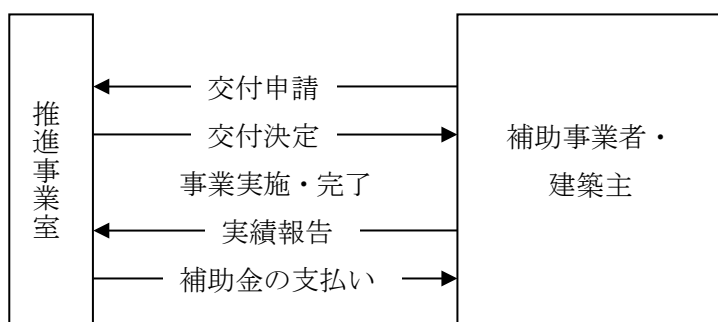 推進事業室
交付申請
交付決定
事業実施・完了
実績報告
補助金の支払い
補助事業者・
建築主